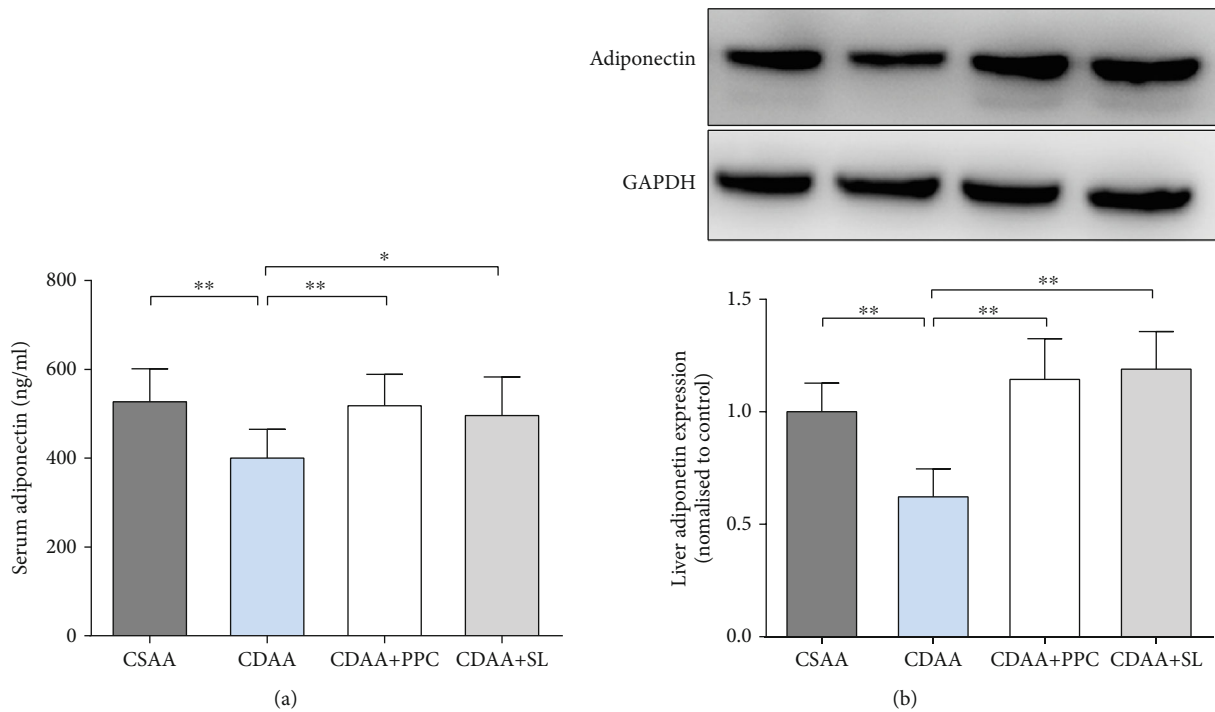 Adiponectin
GAPDH
Serum adiponectin (ng/ml)
800
600
400
200
0
**
**
*
CSAA
CDAA
CDAA+PPC
CDAA+SL
(a)
Liver adiponetin expression
(nomalised to control)
1.5
1.0
0.5
0.0
**
**
**
CSAA
CDAA
CDAA+PPC
CDAA+SL
(b)